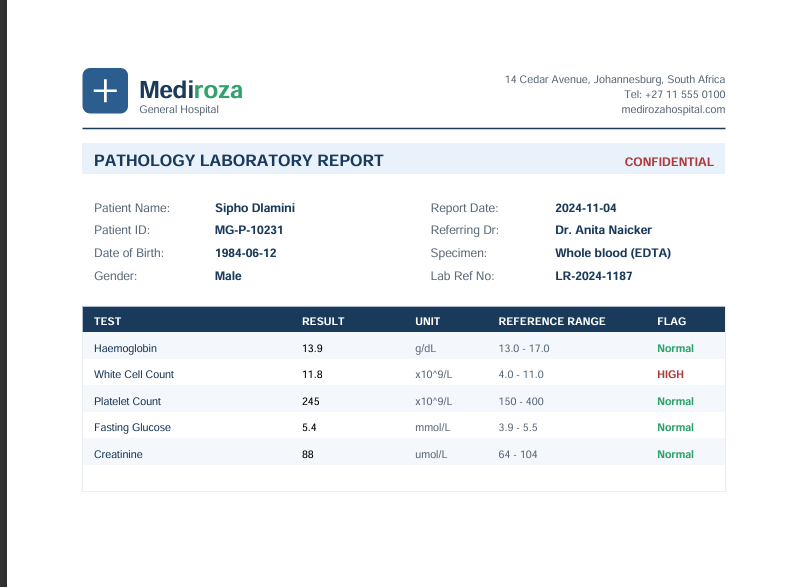 Mediroza
General Hospital
14 Cedar Avenue, Johannesburg, South Africa
Tel: +27 11 555 0100
medirozahospital.com
PATHOLOGY LABORATORY REPORT CONFIDENTIAL
Patient Name: Sipho Dlamini Report Date: 2024-11-04
Patient ID: MG-P-10231 Referring Dr: Dr. Anita Naicker
Date of Birth: 1984-06-12 Specimen: Whole blood (EDTA)
Gender: Male Lab Ref No: LR-2024-1187
TEST RESULT UNIT REFERENCE RANGE FLAG
Haemoglobin 13.9 g/dL 13.0 - 17.0 Normal
White Cell Count 11.8 x10^9/L 4.0 - 11.0 HIGH
Platelet Count 245 x10^9/L 150 - 400 Normal
Fasting Glucose 5.4 mmol/L 3.9 - 5.5 Normal
Creatinine 88 umol/L 64 - 104 Normal